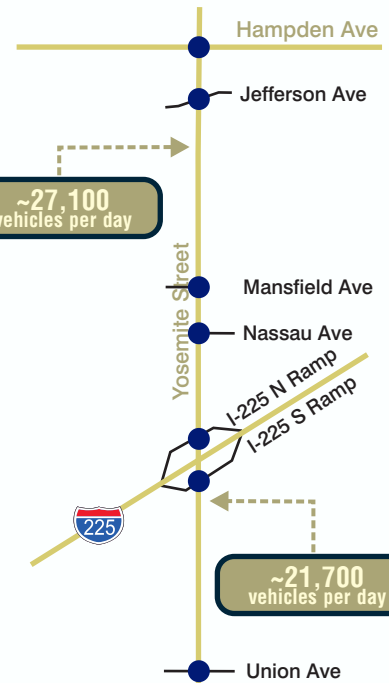 Hampden Ave
Jefferson Ave
~27,100
vehicles per day
Yosemite Street
Mansfield Ave
Nassau Ave
I-225 N Ramp
I-225 S Ramp
225
~21,700
vehicles per day
Union Ave